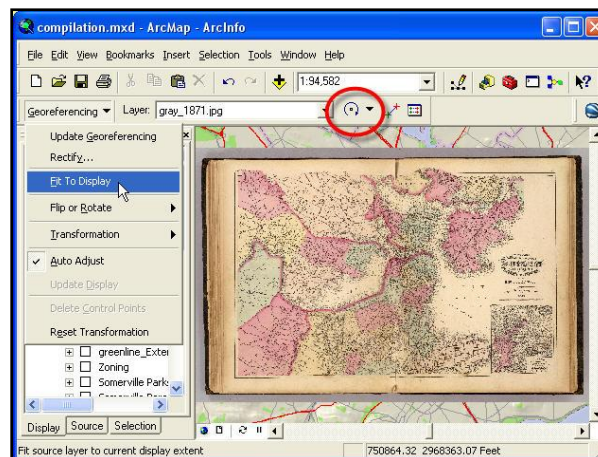 compilation.mxd - ArcMap - ArcInfo
File Edit View Bookmarks Insert Selection Tools Window Help
1:94,582
Georeferencing Layer: gray_1871.jpg
Update Georeferencing
Rectify...
Fit To Display
Flip or Rotate
Transformation
Auto Adjust
Update Display
Delete Control Points
Reset Transformation
greenline_Exter
Zoning
Somerville Parks
Display Source Selection
Fit source layer to current display extent 750864.32 2968363.07 Feet